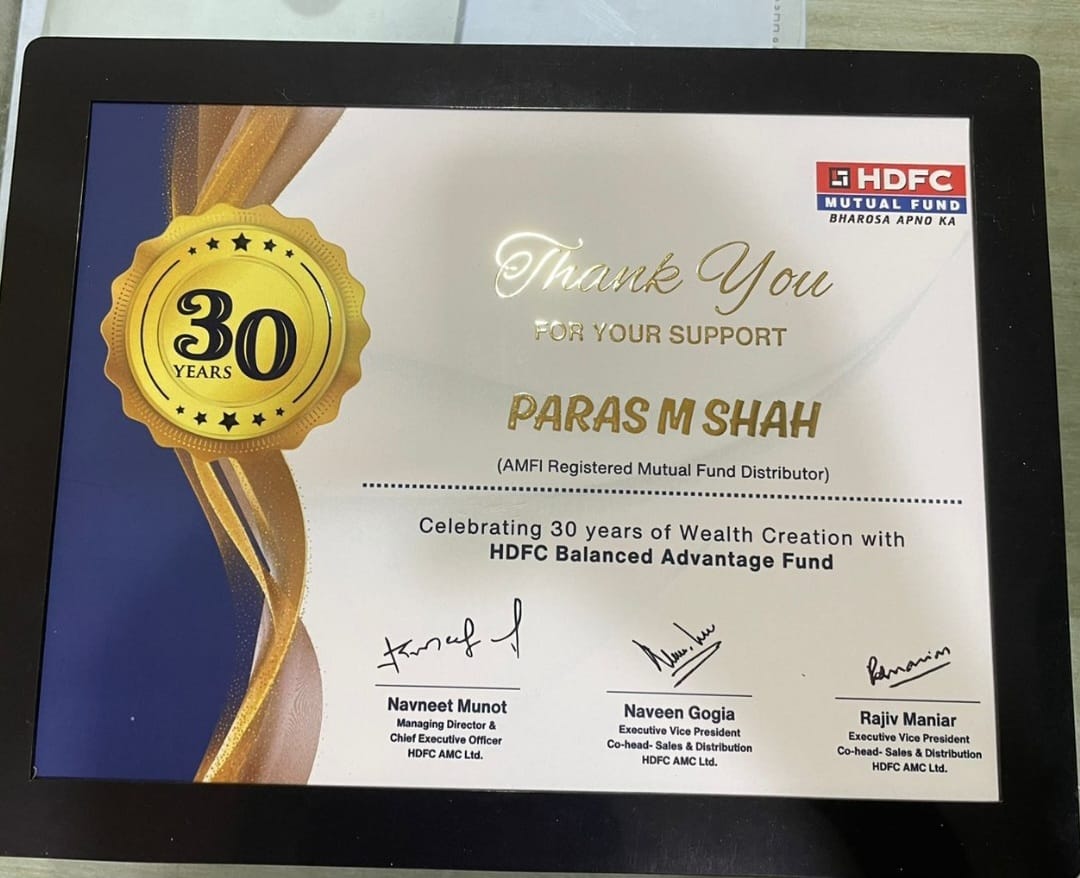 HDFC
MUTUAL FUND
BHAROSA APNO KA
30
YEARS
Thank You
FOR YOUR SUPPORT
PARAS M SHAH
(AMFI Registered Mutual Fund Distributor)
Celebrating 30 years of Wealth Creation with
HDFC Balanced Advantage Fund
Navneet Munot
Managing Director &
Chief Executive Officer
HDFC AMC Ltd.
Naveen Gogia
Executive Vice President
Co-head- Sales & Distribution
HDFC AMC Ltd.
Rajiv Maniar
Executive Vice President
Co-head- Sales & Distribution
HDFC AMC Ltd.